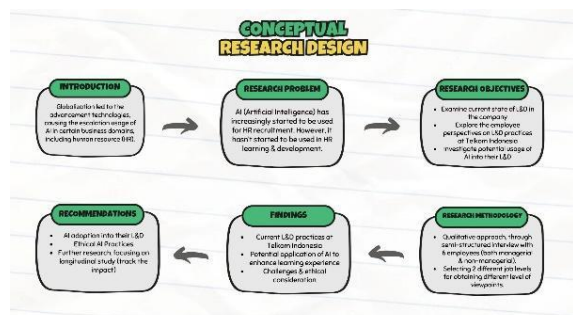 CONCEPTUAL
RESEARCH DESIGN
INTRODUCTION
Globalization led to the
advancement technologies,
causing the escalation usage of
AI in certain business domains,
including human resource (HR).
RESEARCH PROBLEM
AI (Artificial Intelligence) has
increasingly started to be used
for HR recruitment. However, it
hasn't started to be used in HR
learning & development.
RESEARCH OBJECTIVES
• Examine current state of L&D in
the company
• Explore the employee
perspectives on L&D practices
at Telkom Indonesia
• Investigate potential usage of
AI into their L&D
RECOMMENDATIONS
• AI adoption into their L&D
• Ethical AI Practices
• Further research focusing on
longitudinal study (track the
impact)
FINDINGS
• Current L&D practices at
Telkom Indonesia
• Potential application of AI to
enhance learning experience
• Challenges & ethical
consideration
RESEARCH METHODOLOGY
• Qualitative approach, through
semi-structured interview with
6 employees (both managerial
& non-managerial).
• Selecting 2 different job levels
for obtaining different level of
viewpoints.